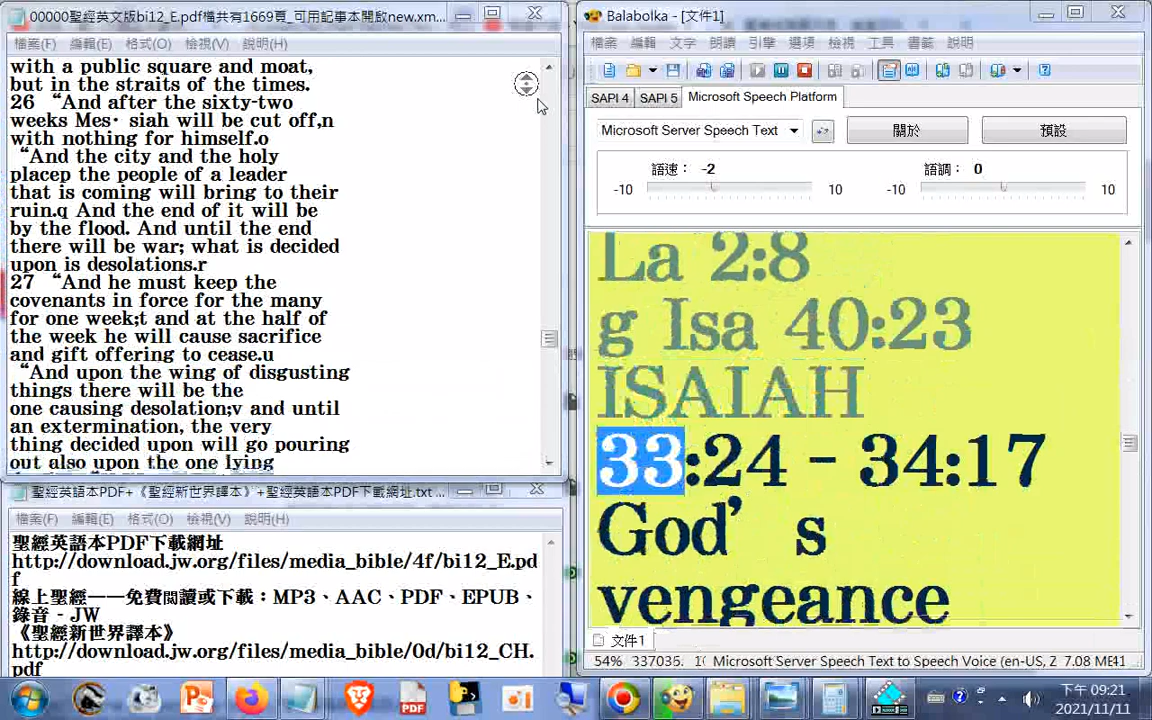 00000聖經英文版bi12_E.pdf檔共有1669頁_可用記事本開啟new.xm...
檔案(F) 編輯(E) 格式(O) 檢視(V) 說明(H)
with a public square and moat,
but in the straits of the times.
26 “And after the sixty-two
weeks Mes· siah will be cut off,n
with nothing for himself.o
“And the city and the holy
placep the people of a leader
that is coming will bring to their
ruin.q And the end of it will be
by the flood. And until the end
there will be war; what is decided
upon is desolations.r
27 “And he must keep the
covenants in force for the many
for one week;t and at the half of
the week he will cause sacrifice
and gift offering to cease.u
“And upon the wing of disgusting
things there will be the
one causing desolation;v and until
an extermination, the very
thing decided upon will go pouring
out also upon the one lying
聖經英語本PDF+《聖經新世界譯本》+聖經英語本PDF下載網址.txt ...
檔案(F) 編輯(E) 格式(O) 檢視(V) 說明(H)
聖經英語本PDF下載網址
http://download.jw.org/files/media_bible/4f/bi12_E.pd
f
線上聖經——免費閱讀或下載：MP3、AAC、PDF、EPUB、
錄音 - JW
《聖經新世界譯本》
http://download.jw.org/files/media_bible/0d/bi12_CH.
pdf
Balabolka - [文件1]
檔案 編輯 文字 朗讀 引擎 選項 檢視 工具 書籤 說明
SAPI 4 SAPI 5 Microsoft Speech Platform
Microsoft Server Speech Text 關於 預設
語速： -2 語調： 0
-10 10 -10 10
La 2:8
g Isa 40:23
ISAIAH
33:24 – 34:17
God’ s
vengeance
文件1
54% 337035. Microsoft Server Speech Text to Speech Voice (en-US, Z 7.08 ME41
下午 09:21
2021/11/11